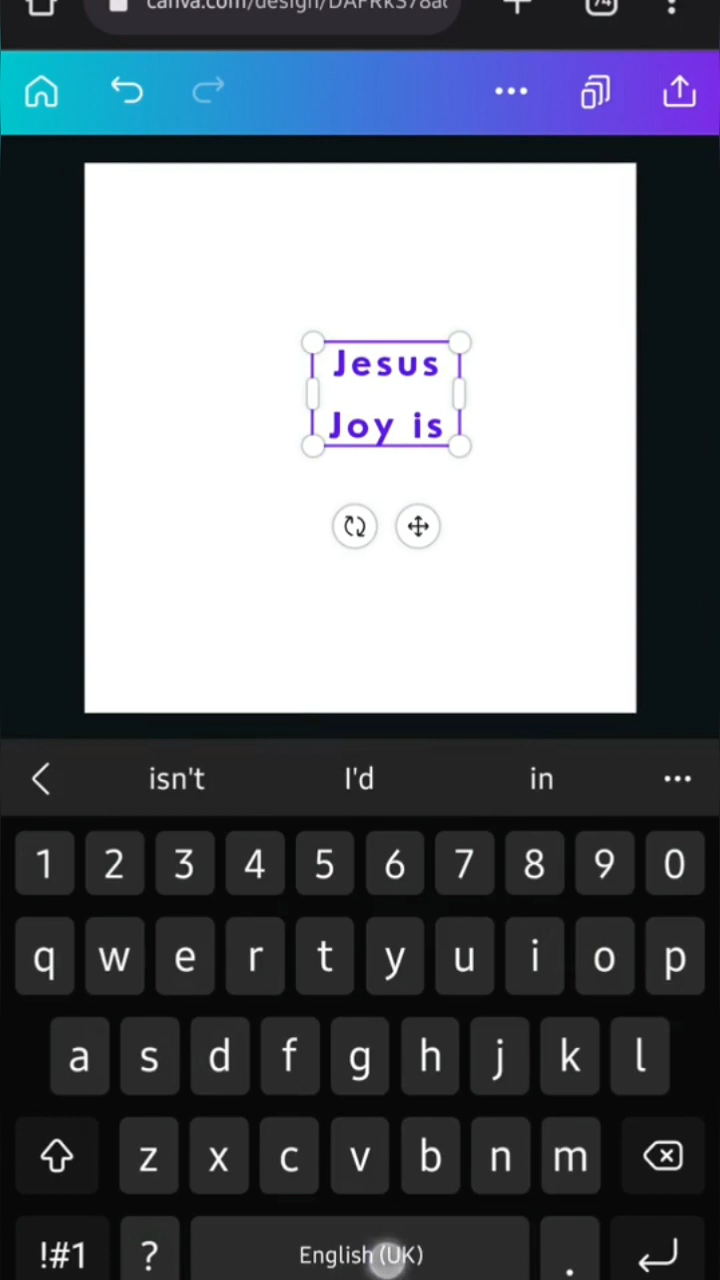 Jesus
Joy is
isn't I'd in
1 2 3 4 5 6 7 8 9 0
q w e r t y u i o p
a s d f g h j k l
z x c v b n m
!#1 ? English (UK) .